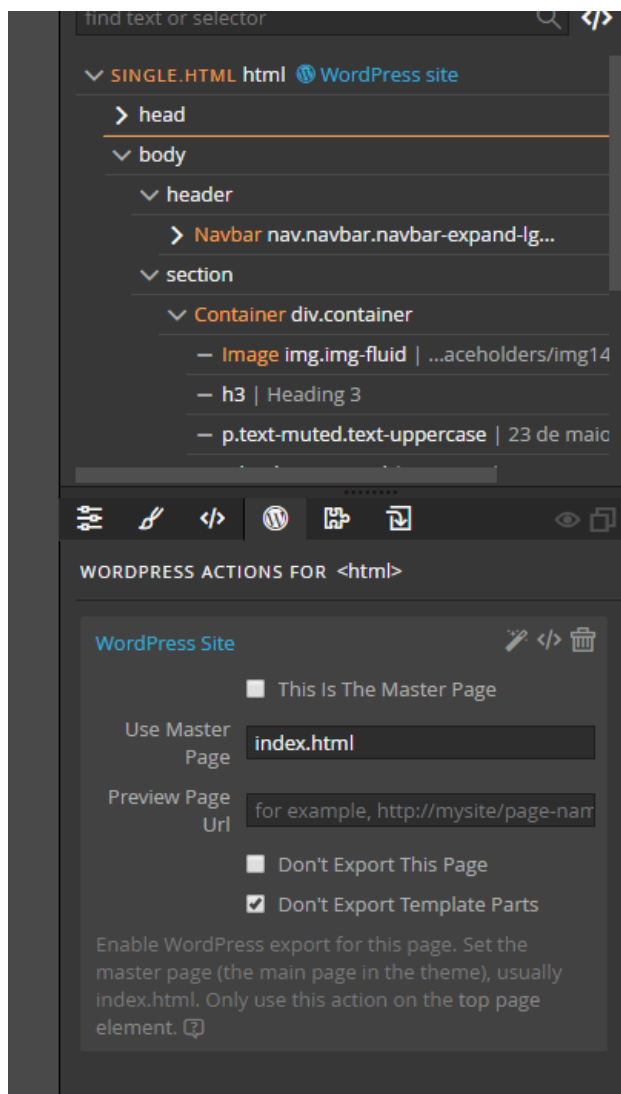 find text or selector
SINGLE.HTML html WordPress site
head
body
header
Navbar nav.navbar.navbar-expand-lg...
section
Container div.container
Image img.img-fluid | ...aceholders/img14
h3 | Heading 3
p.text-muted.text-uppercase | 23 de maio
WORDPRESS ACTIONS FOR <html>
WordPress Site
This Is The Master Page
Use Master
Page
index.html
Preview Page
Url
for example, http://mysite/page-nam
Don't Export This Page
Don't Export Template Parts
Enable WordPress export for this page. Set the
master page (the main page in the theme), usually
index.html. Only use this action on the top page
element.